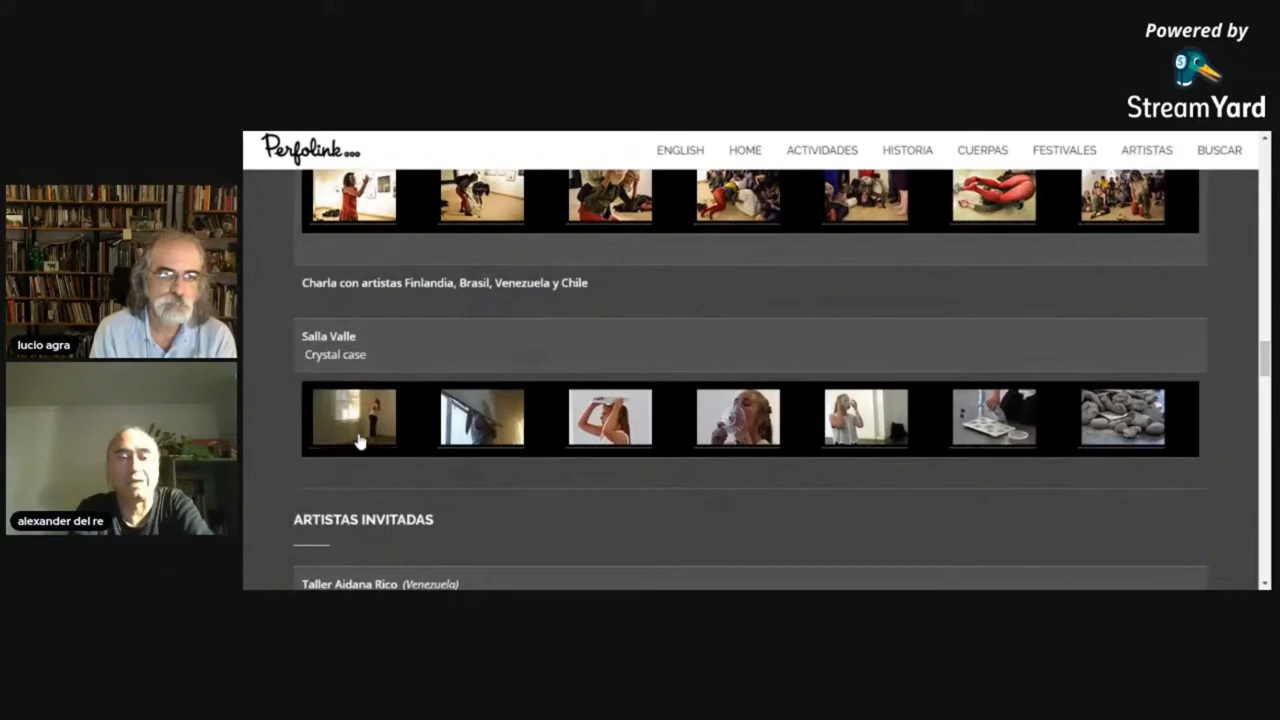 Powered by
StreamYard
Perfolink...
ENGLISH HOME ACTIVIDADES HISTORIA CUERPAS FESTIVALES ARTISTAS BUSCAR
Charla con artistas Finlandia, Brasil, Venezuela y Chile
Salla Valle
Crystal case
lucio agra
alexander del re
ARTISTAS INVITADAS
Taller Aidana Rico (Venezuela)